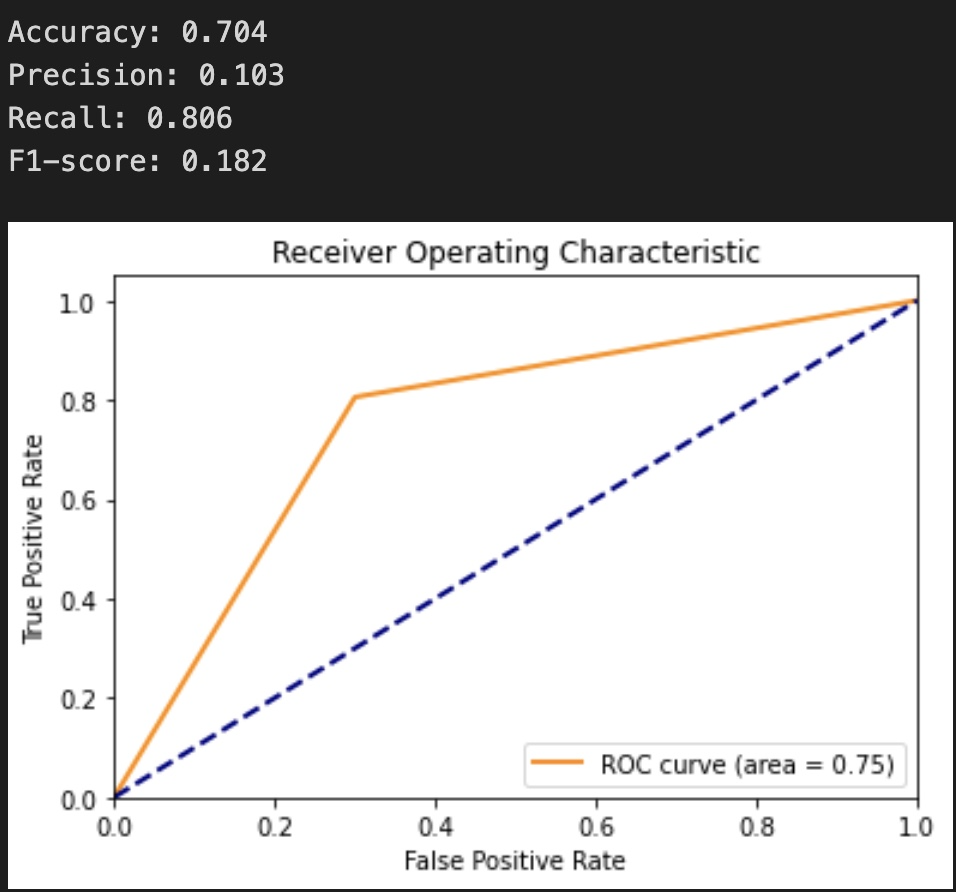 Accuracy: 0.704
Precision: 0.103
Recall: 0.806
F1-score: 0.182
Receiver Operating Characteristic
True Positive Rate
1.0
0.8
0.6
0.4
0.2
0.0
ROC curve (area = 0.75)
0.0 0.2 0.4 0.6 0.8 1.0
False Positive Rate